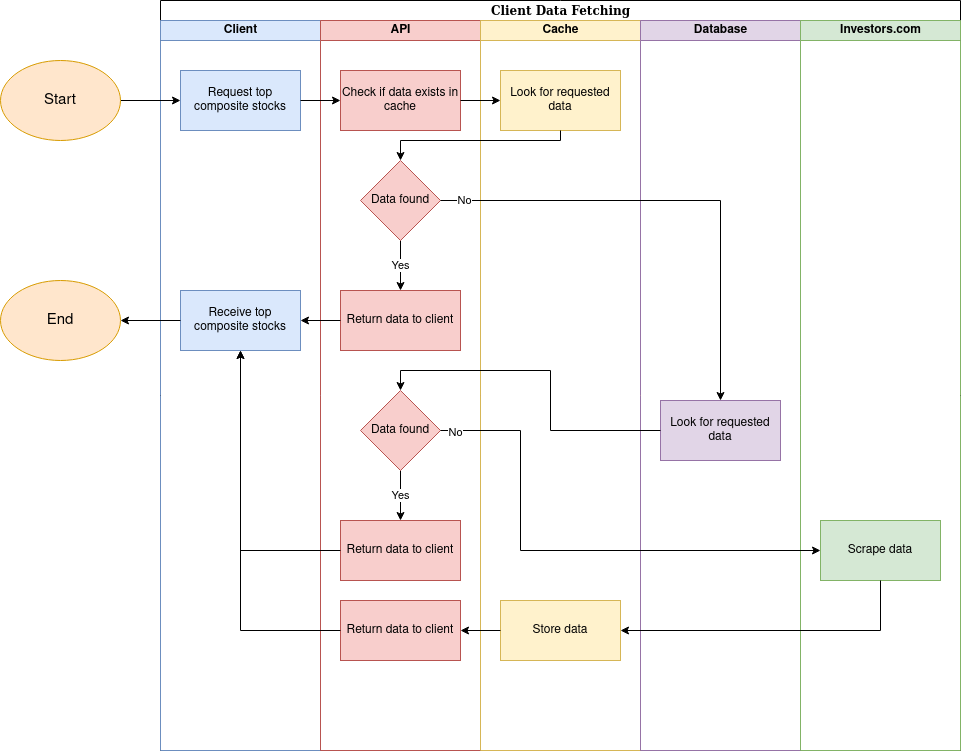 Client Data Fetching
Client
API
Cache
Database
Investors.com
Start
Request top
composite stocks
Check if data exists in
cache
Look for requested
data
Data found
No
Yes
End
Receive top
composite stocks
Return data to client
Data found
No
Look for requested
data
Yes
Return data to client
Scrape data
Return data to client
Store data